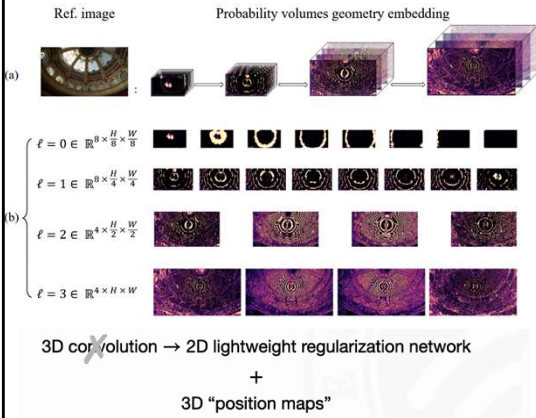 Ref. image Probability volumes geometry embedding
(a) :
ℓ = 0 ∈ ℝ^{8 × H/8 × W/8}
ℓ = 1 ∈ ℝ^{8 × H/4 × W/4}
(b)
ℓ = 2 ∈ ℝ^{4 × H/2 × W/2}
ℓ = 3 ∈ ℝ^{4 × H × W}
3D convolution → 2D lightweight regularization network
+
3D “position maps”